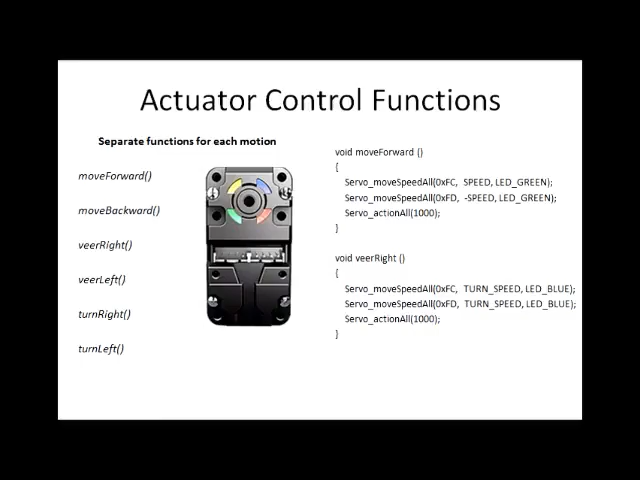 Actuator Control Functions
Separate functions for each motion
moveForward()
moveBackward()
veerRight()
veerLeft()
turnRight()
turnLeft()
void moveForward ()
{
Servo_moveSpeedAll(0xFC, SPEED, LED_GREEN);
Servo_moveSpeedAll(0xFD, -SPEED, LED_GREEN);
Servo_actionAll(1000);
}
void veerRight ()
{
Servo_moveSpeedAll(0xFC, TURN_SPEED, LED_BLUE);
Servo_moveSpeedAll(0xFD, TURN_SPEED, LED_BLUE);
Servo_actionAll(1000);
}